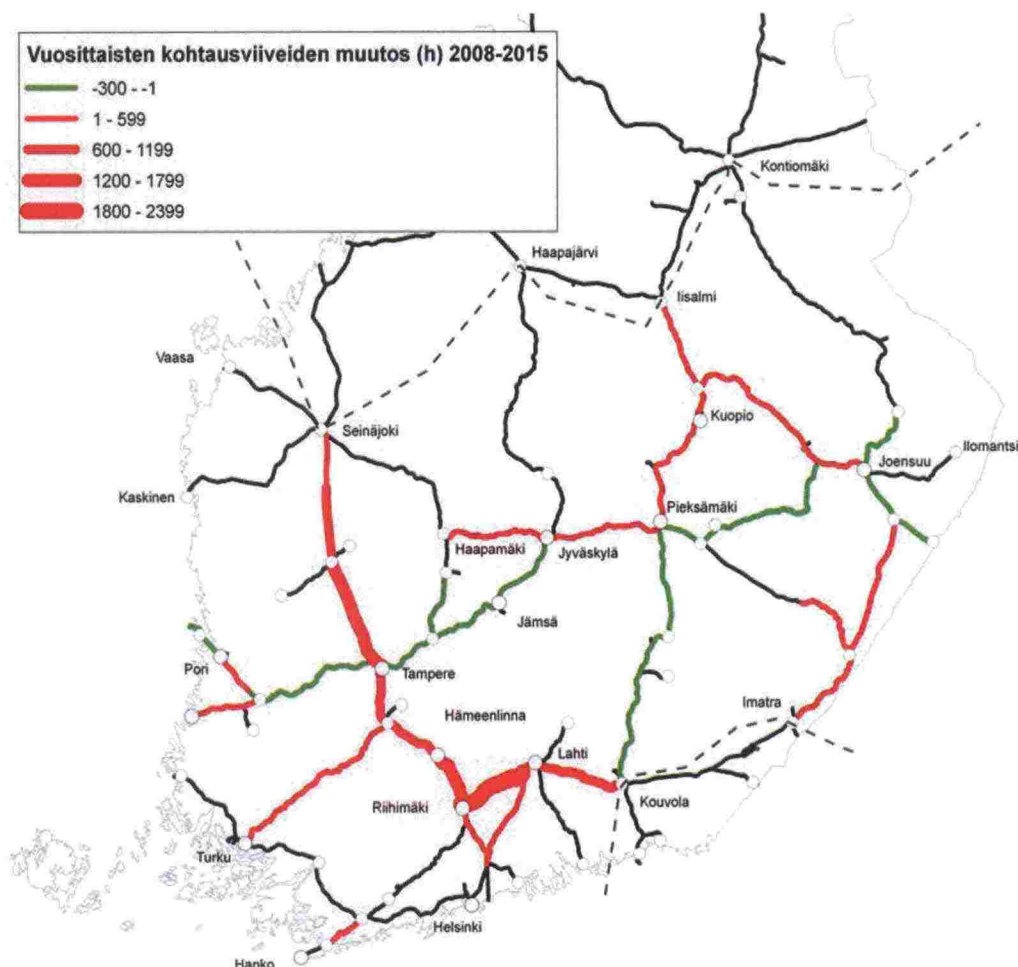 Vuosittaisten kohtausviiveiden muutos (h) 2008-2015
-300 - -1
1 - 599
600 - 1199
1200 - 1799
1800 - 2399
Kontiomäki
Haapajärvi
Iisalmi
Vaasa
Kuopio
Seinäjoki
Joensuu
Ilomantsi
Kaskinen
Pieksämäki
Haapamäki
Jyväskylä
Jämsä
Pori
Tampere
Imatra
Hämeenlinna
Lahti
Riihimäki
Kouvola
Turku
Helsinki
Hanko